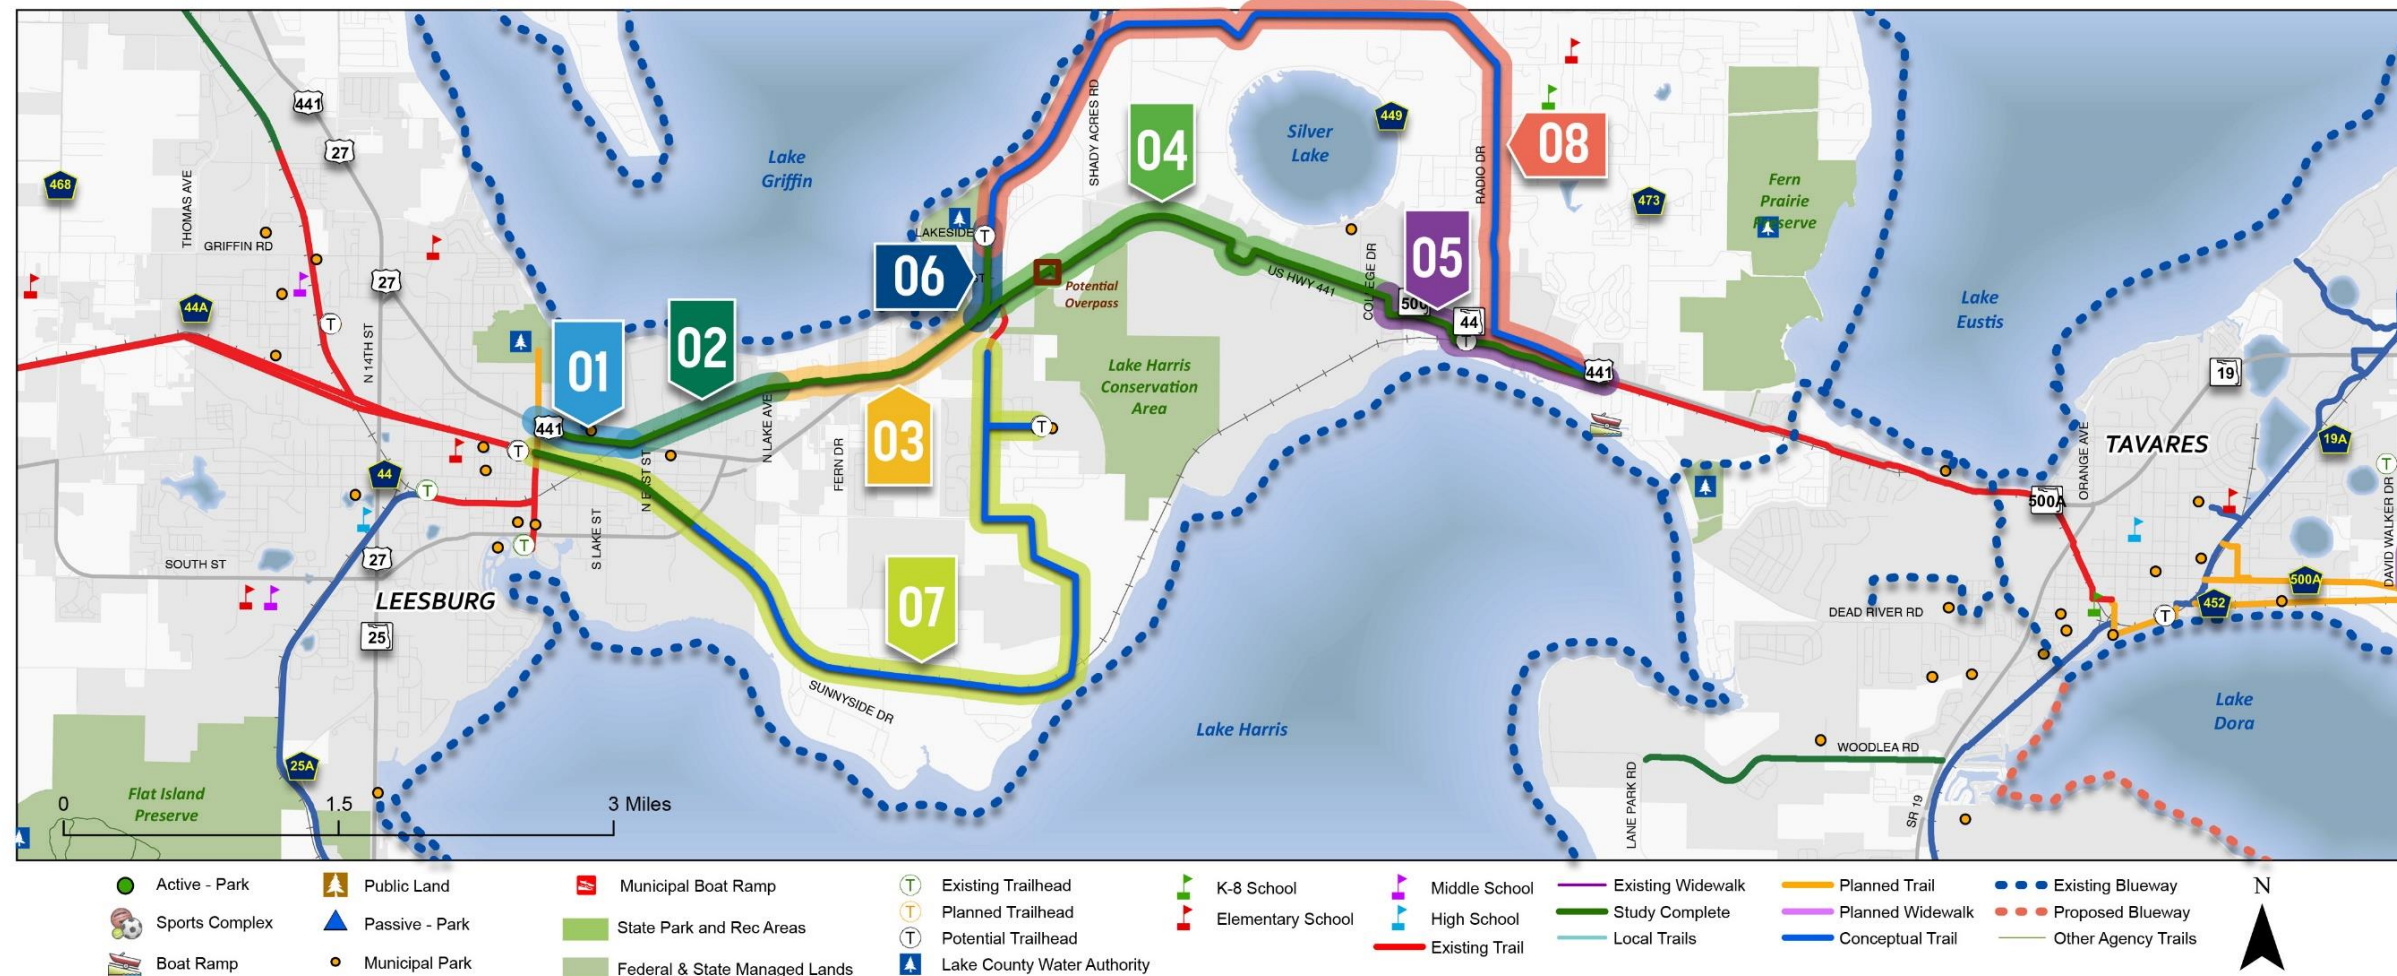 441
27
468
THOMAS AVE
GRIFFIN RD
44A
27
N 14TH ST
Lake
Griffin
SHADY ACRES RD
04
Silver
Lake
449
RADIO DR
08
473
Fern
Prairie
Lake
Eustis
LAKESIDE
06
Potential
Overpass
US HWY 441
COLLEGE DR
05
44
441
01
02
03
N LAKE AVE
FERN DR
Lake Harris
Conservation
Area
441
44
SOUTH ST
27
LEESBURG
25
S LAKE ST
07
SUNNYSIDE DR
Lake Harris
25A
Flat Island
Preserve
0
1.5
3 Miles
TAVARES
19
19A
ORANGE AVE
DAVID WALKER DR
500A
500A
452
DEAD RIVER RD
Lake
Dora
WOODLEA RD
LANE PARK RD
SR 19
Active - Park
Public Land
Municipal Boat Ramp
Existing Trailhead
K-8 School
Middle School
Existing Widewalk
Planned Trail
Existing Blueway
N
Sports Complex
Passive - Park
State Park and Rec Areas
Planned Trailhead
Elementary School
High School
Study Complete
Planned Widewalk
Proposed Blueway
Potential Trailhead
Existing Trail
Local Trails
Conceptual Trail
Other Agency Trails
Boat Ramp
Municipal Park
Federal & State Managed Lands
Lake County Water Authority